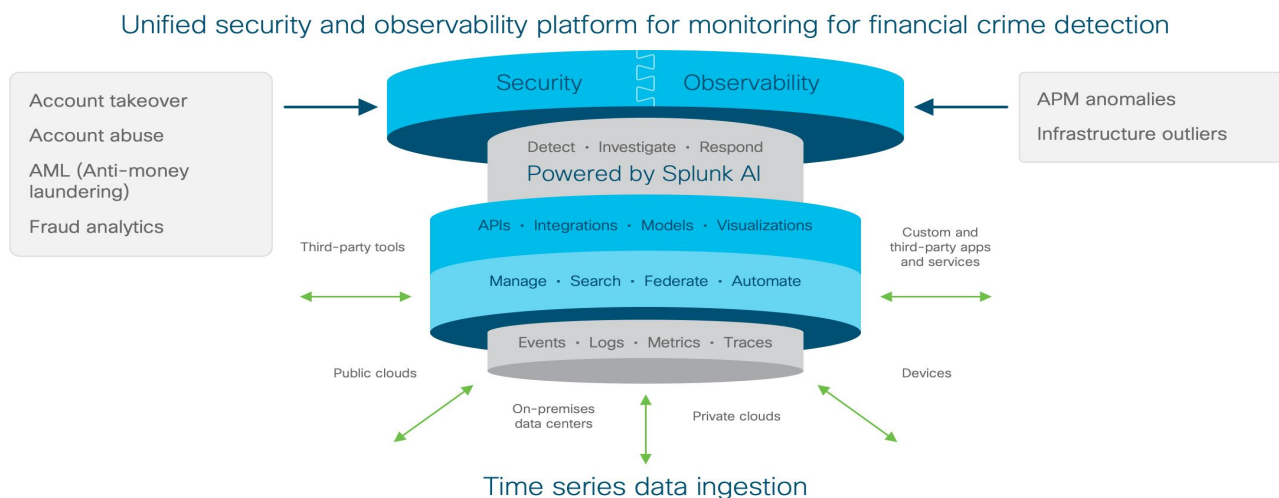 Unified security and observability platform for monitoring for financial crime detection
Security
Observability
Account takeover
Account abuse
AML (Anti-money
laundering)
Fraud analytics
APM anomalies
Infrastructure outliers
Detect · Investigate · Respond
Powered by Splunk AI
APIs · Integrations · Models · Visualizations
Third-party tools
Custom and
third-party apps
and services
Manage · Search · Federate · Automate
Events · Logs · Metrics · Traces
Public clouds
Devices
On-premises
data centers
Private clouds
Time series data ingestion